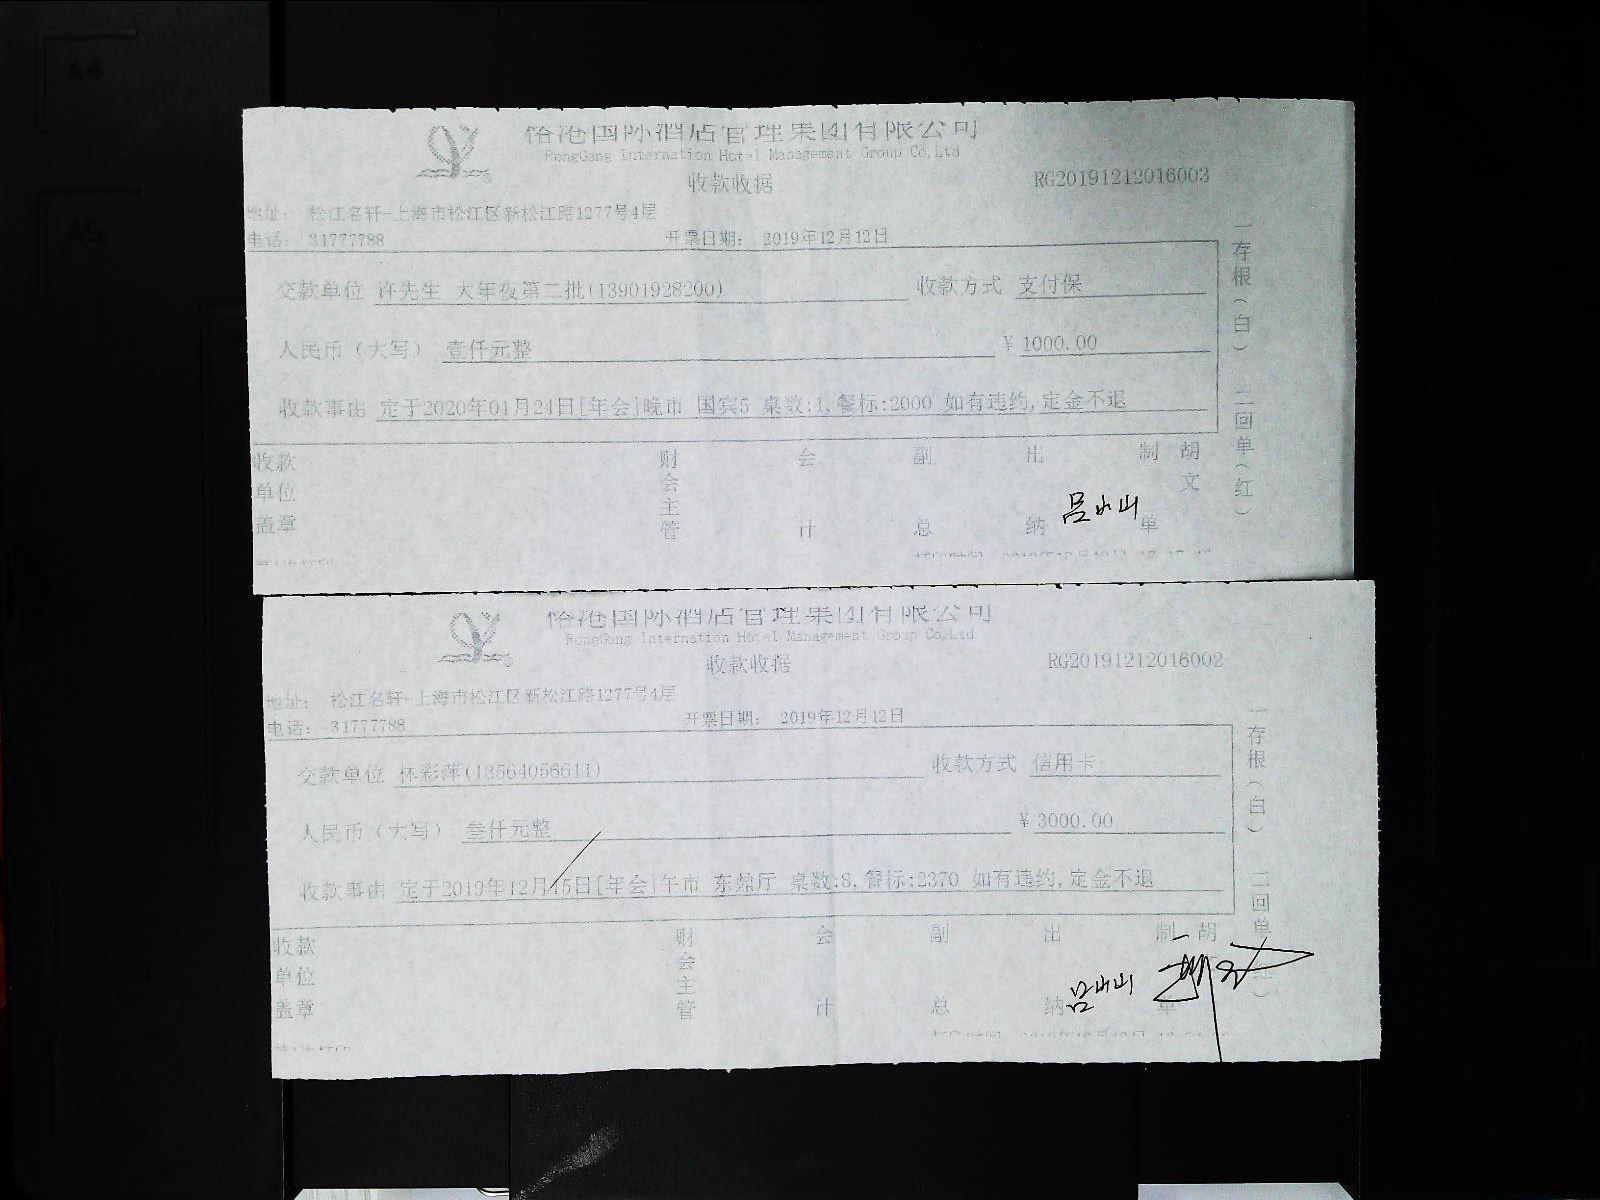 A4
A5
国际酒店管理集团有限公司
RongGang Internation Hotel Management Group Co,Ltd
收款收据
RG20191212016003
地址： 松江名轩-上海市松江区新松江路1277号4层
电话： 31777788 开票日期： 2019年12月12日
交款单位 许先生 大年夜第二批(13901928200) 收款方式 支付保
人民币（大写） 壹仟元整 ¥ 1000.00
收款事由 定于2020年01月24日[年会]晚市 国宾5 桌数:1,餐标:2000 如有违约,定金不退
一存根（白） 二回单（红）
收款单位盖章 财会主管 会计 副总 出纳 制单 胡文
国际酒店管理集团有限公司
RongGang Internation Hotel Management Group Co,Ltd
收款收据
RG20191212016002
地址： 松江名轩-上海市松江区新松江路1277号4层
电话： 31777788 开票日期： 2019年12月12日
交款单位 林彩萍(13564056611) 收款方式 信用卡
人民币（大写） 叁仟元整 ¥ 3000.00
收款事由 定于2019年12月15日[年会]午市 东鼎厅 桌数:8,餐标:2370 如有违约,定金不退
一存根（白） 二回单
收款单位盖章 财会主管 会计 副总 出纳 制单 胡